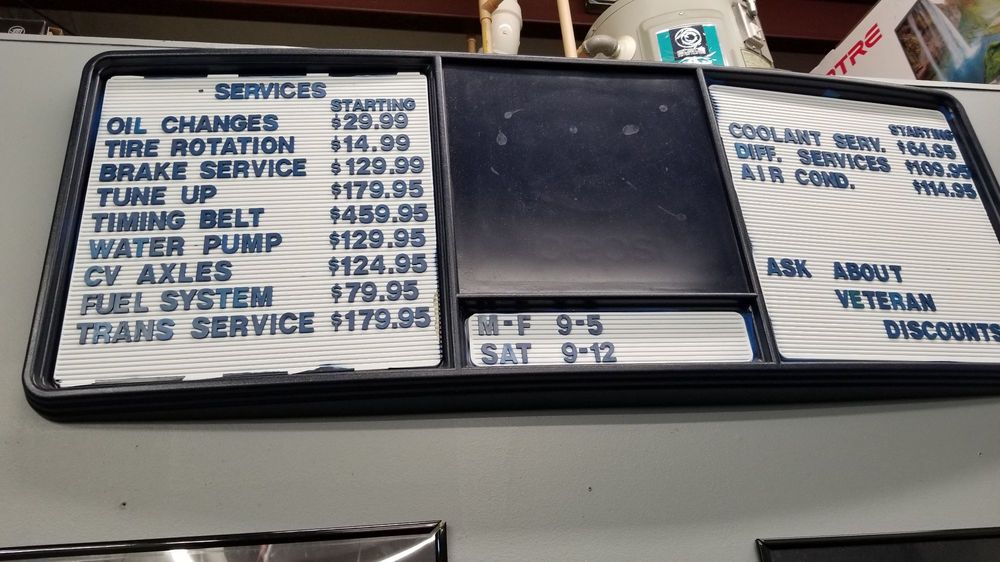 SERVICES
STARTING
OIL CHANGES $29.99
TIRE ROTATION $14.99
BRAKE SERVICE $129.99
TUNE UP $179.95
TIMING BELT $459.95
WATER PUMP $129.95
CV AXLES $124.95
FUEL SYSTEM $79.95
TRANS SERVICE $179.95
M-F 9-5
SAT 9-12
STARTING
COOLANT SERV. $64.95
DIFF. SERVICES $109.95
AIR COND. $114.95
ASK ABOUT
VETERAN
DISCOUNTS
TRE